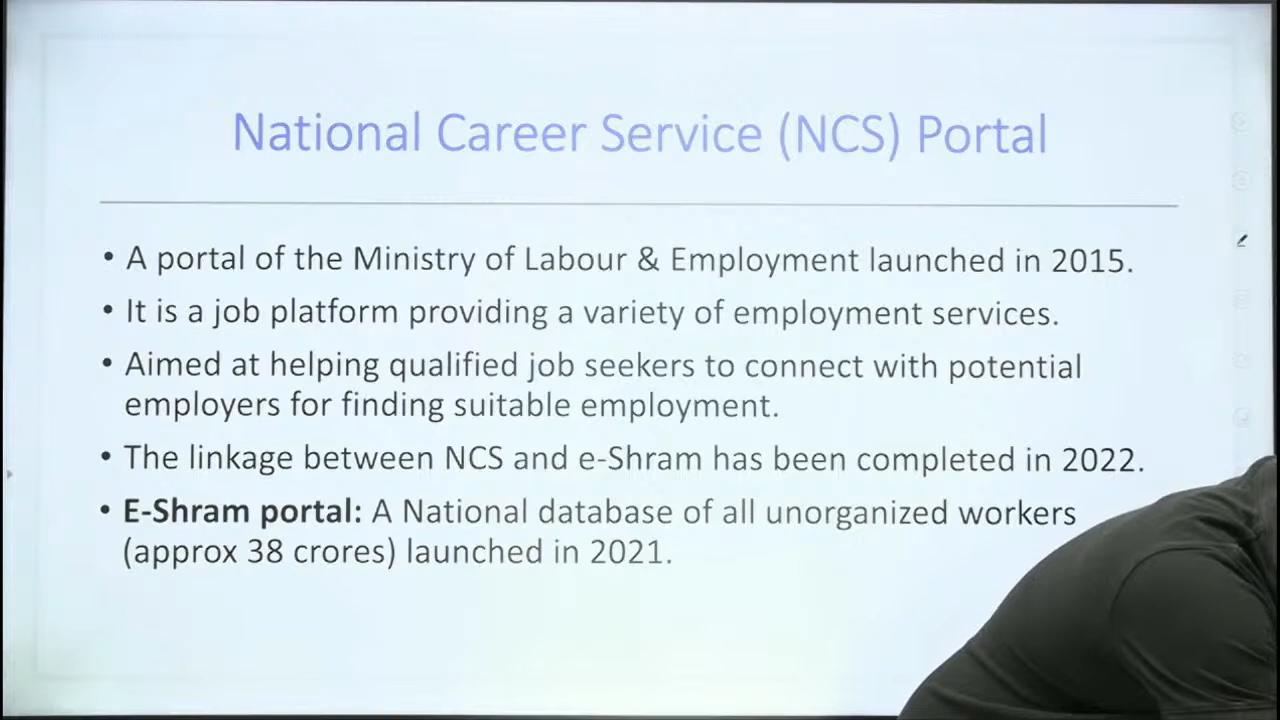 National Career Service (NCS) Portal
• A portal of the Ministry of Labour & Employment launched in 2015.
• It is a job platform providing a variety of employment services.
• Aimed at helping qualified job seekers to connect with potential
employers for finding suitable employment.
• The linkage between NCS and e-Shram has been completed in 2022.
• E-Shram portal: A National database of all unorganized workers
(approx 38 crores) launched in 2021.